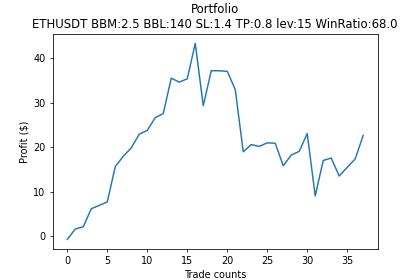 Portfolio
ETHUSDT BBM:2.5 BBL:140 SL:1.4 TP:0.8 lev:15 WinRatio:68.0
Profit ($)
40
30
20
10
0
0 5 10 15 20 25 30 35
Trade counts